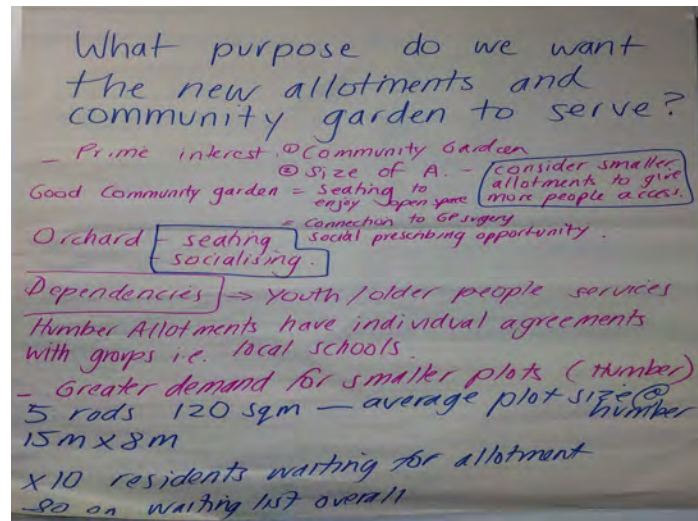 What purpose do we want
the new allotments and
community garden to serve?
- Prime interest ① Community Garden
② Size of A. - consider smaller
allotments to give
more people access.
Good Community garden = Seating to
enjoy open space
= Connection to GP surgery
social prescribing opportunity.
Orchard - seating
- socialising.
Dependencies ⇒ Youth/older people services
Humber Allotments have individual agreements
with groups i.e. local schools.
- Greater demand for smaller plots (Humber)
5 rods 120 sqm — average plot size @
Humber
15m x 8m
x10 residents waiting for allotment
on waiting list overall